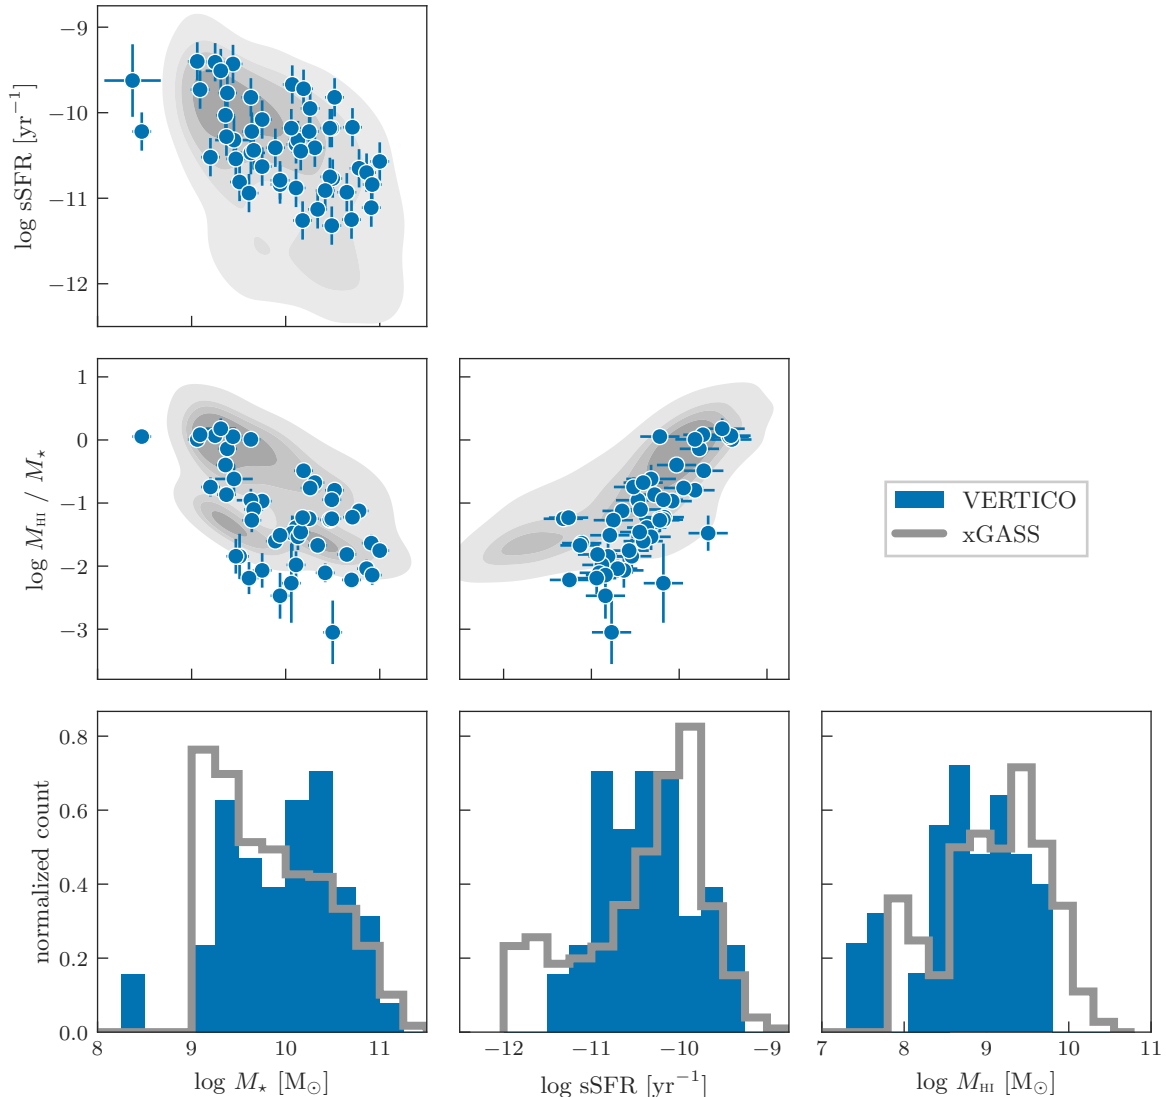 −9
−10
−11
−12
log sSFR [yr⁻¹]
1
0
−1
−2
−3
log M_HI / M⋆
VERTICO
xGASS
0.8
0.6
0.4
0.2
0.0
normalized count
8 9 10 11
−12 −11 −10 −9
7 8 9 10 11
log M⋆ [M⊙]
log sSFR [yr⁻¹]
log M_HI [M⊙]